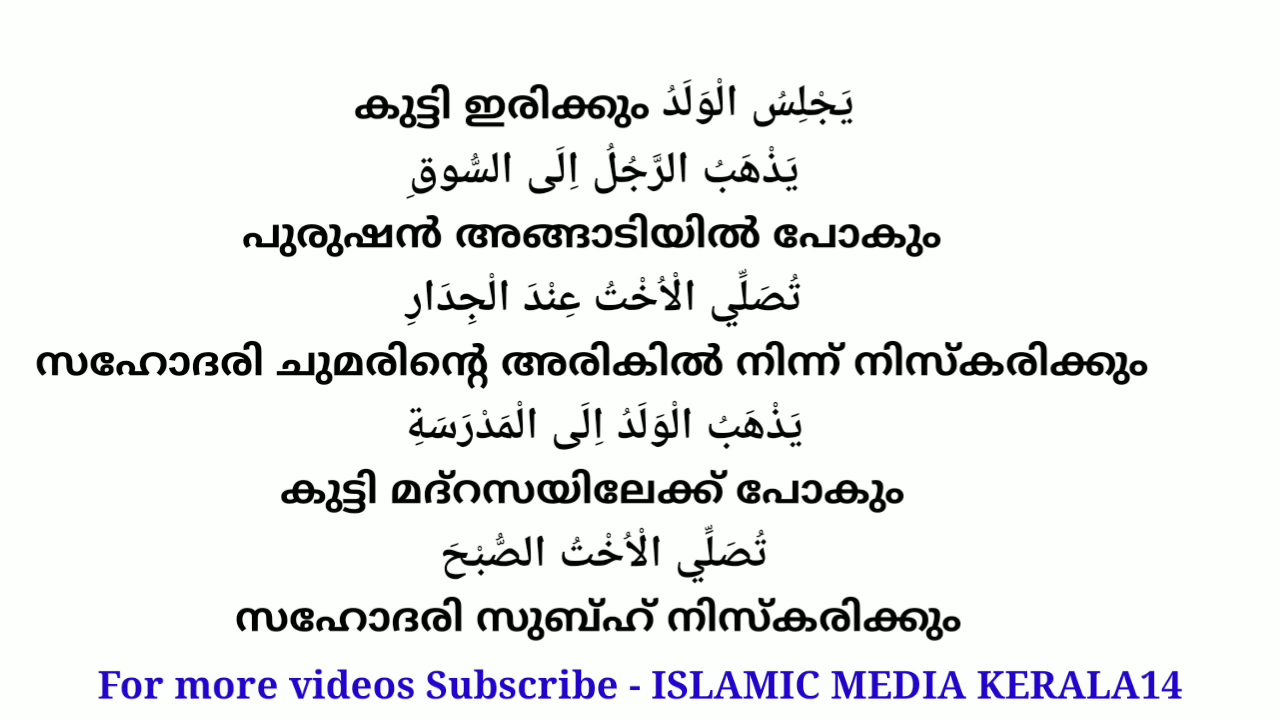 കുട്ടി ഇരിക്കും يَجْلِسُ الْوَلَدُ
يَذْهَبُ الرَّجُلُ اِلَى السُّوقِ
പുരുഷൻ അങ്ങാടിയിൽ പോകും
تُصَلِّي الْاُخْتُ عِنْدَ الْجِدَارِ
സഹോദരി ചുമരിന്റെ അരികിൽ നിന്ന് നിസ്കരിക്കും
يَذْهَبُ الْوَلَدُ اِلَى الْمَدْرَسَةِ
കുട്ടി മദ്റസയിലേക്ക് പോകും
تُصَلِّي الْاُخْتُ الصُّبْحَ
സഹോദരി സുബ്ഹ് നിസ്കരിക്കും
For more videos Subscribe - ISLAMIC MEDIA KERALA14